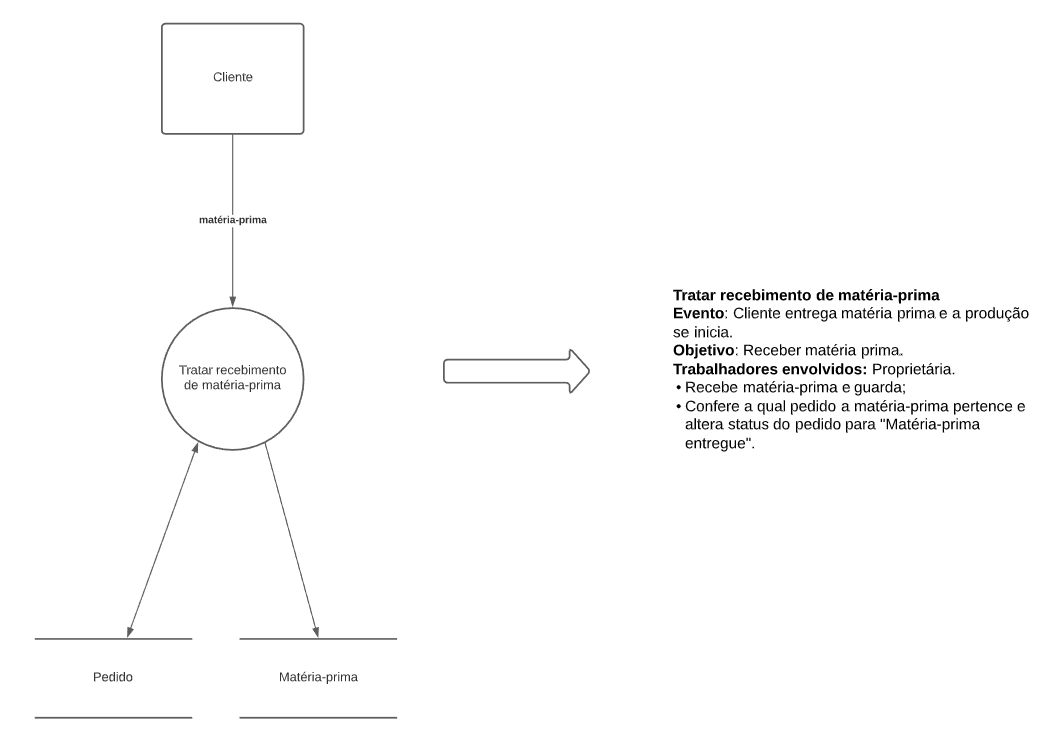 Cliente
matéria-prima
Tratar recebimento
de matéria-prima
Pedido
Matéria-prima
Tratar recebimento de matéria-prima
Evento: Cliente entrega matéria prima e a produção
se inicia.
Objetivo: Receber matéria prima.
Trabalhadores envolvidos: Proprietária.
• Recebe matéria-prima e guarda;
• Confere a qual pedido a matéria-prima pertence e
altera status do pedido para "Matéria-prima
entregue".